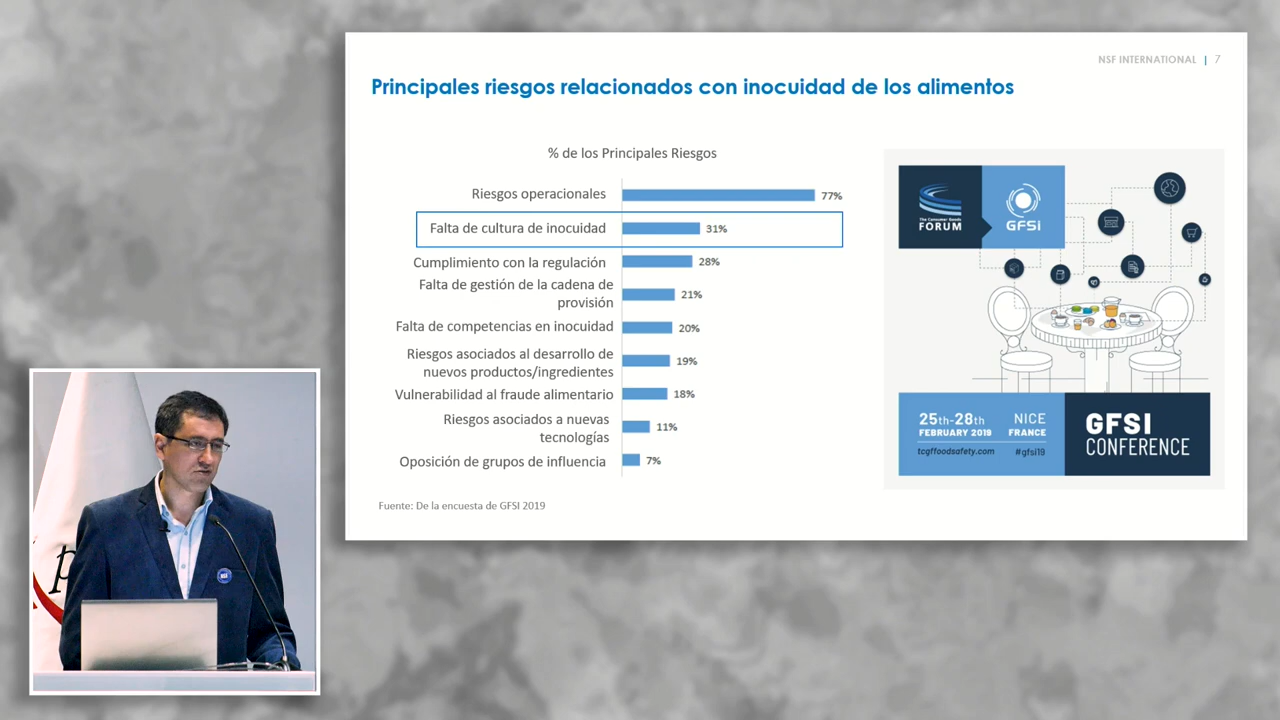 NSF INTERNATIONAL | 7
Principales riesgos relacionados con inocuidad de los alimentos
% de los Principales Riesgos
Riesgos operacionales 77%
Falta de cultura de inocuidad 31%
Cumplimiento con la regulación 28%
Falta de gestión de la cadena de
provisión 21%
Falta de competencias en inocuidad 20%
Riesgos asociados al desarrollo de
nuevos productos/ingredientes 19%
Vulnerabilidad al fraude alimentario 18%
Riesgos asociados a nuevas
tecnologías 11%
Oposición de grupos de influencia 7%
Fuente: De la encuesta de GFSI 2019
The Consumer Goods
FORUM
GFSi
25th-28th
FEBRUARY 2019
NICE
FRANCE
tcgffoodsafety.com
#gfsi19
GFSI
CONFERENCE
NSF
p